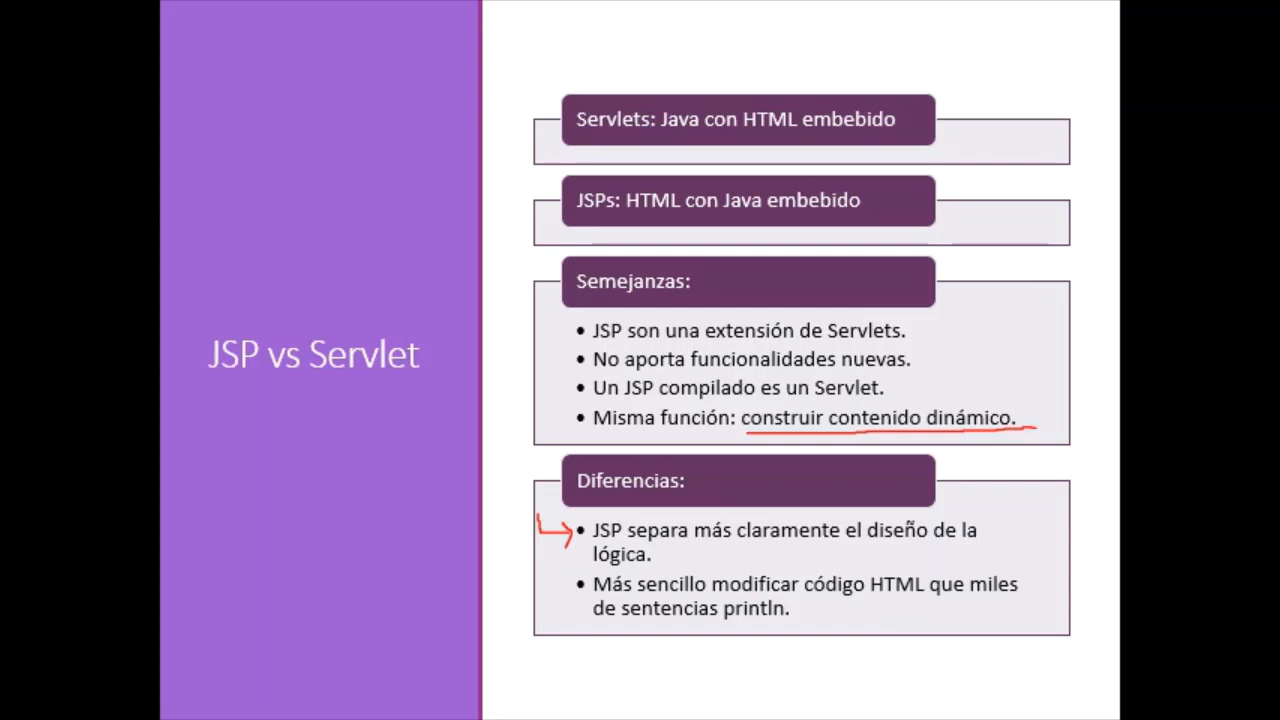 JSP vs Servlet
Servlets: Java con HTML embebido
JSPs: HTML con Java embebido
Semejanzas:
• JSP son una extensión de Servlets.
• No aporta funcionalidades nuevas.
• Un JSP compilado es un Servlet.
• Misma función: construir contenido dinámico.
Diferencias:
• JSP separa más claramente el diseño de la
lógica.
• Más sencillo modificar código HTML que miles
de sentencias println.